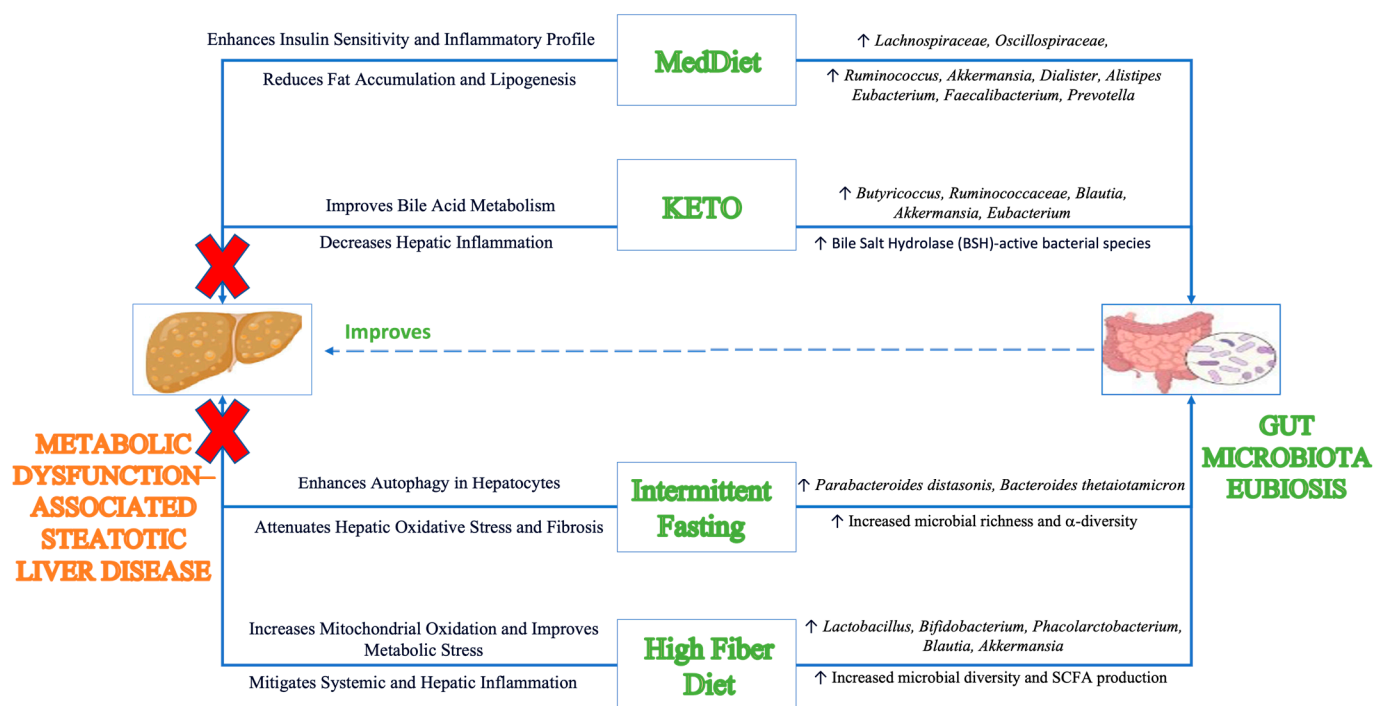 Enhances Insulin Sensitivity and Inflammatory Profile
Reduces Fat Accumulation and Lipogenesis
MedDiet
↑ Lachnospiraceae, Oscillospiraceae,
↑ Ruminococcus, Akkermansia, Dialister, Alistipes
Eubacterium, Faecalibacterium, Prevotella
Improves Bile Acid Metabolism
Decreases Hepatic Inflammation
KETO
↑ Butyricoccus, Ruminococcaceae, Blautia,
Akkermansia, Eubacterium
↑ Bile Salt Hydrolase (BSH)-active bacterial species
Improves
METABOLIC
DYSFUNCTION–
ASSOCIATED
STEATOTIC
LIVER DISEASE
GUT
MICROBIOTA
EUBIOSIS
Enhances Autophagy in Hepatocytes
Attenuates Hepatic Oxidative Stress and Fibrosis
Intermittent
Fasting
↑ Parabacteroides distasonis, Bacteroides thetaiotamicron
↑ Increased microbial richness and α-diversity
Increases Mitochondrial Oxidation and Improves
Metabolic Stress
Mitigates Systemic and Hepatic Inflammation
High Fiber
Diet
↑ Lactobacillus, Bifidobacterium, Phacolarctobacterium,
Blautia, Akkermansia
↑ Increased microbial diversity and SCFA production